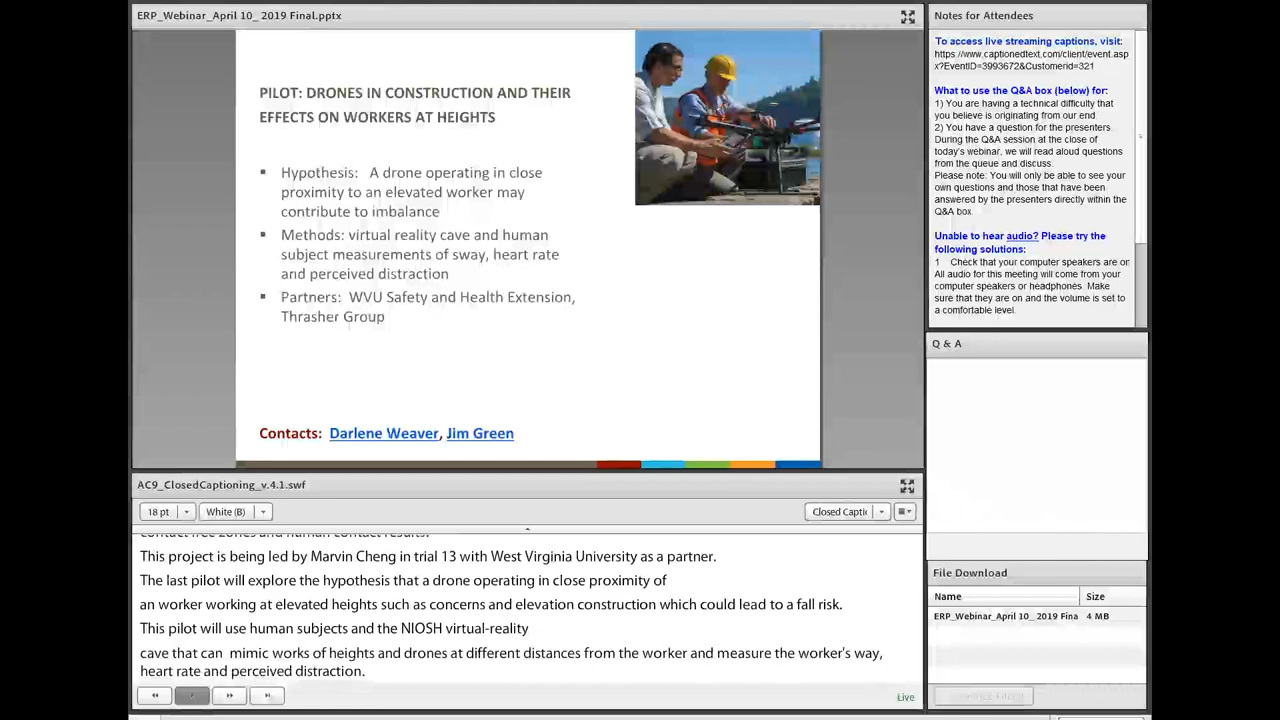 ERP_Webinar_April 10_ 2019 Final.pptx
PILOT: DRONES IN CONSTRUCTION AND THEIR
EFFECTS ON WORKERS AT HEIGHTS
▪ Hypothesis: A drone operating in close
proximity to an elevated worker may
contribute to imbalance
▪ Methods: virtual reality cave and human
subject measurements of sway, heart rate
and perceived distraction
▪ Partners: WVU Safety and Health Extension,
Thrasher Group
Contacts: Darlene Weaver, Jim Green
AC9_ClosedCaptioning_v.4.1.swf
18 pt White (B) Closed Capti
contact free zones and human contact results.
This project is being led by Marvin Cheng in trial 13 with West Virginia University as a partner.
The last pilot will explore the hypothesis that a drone operating in close proximity of
an worker working at elevated heights such as concerns and elevation construction which could lead to a fall risk.
This pilot will use human subjects and the NIOSH virtual-reality
cave that can mimic works of heights and drones at different distances from the worker and measure the worker's way,
heart rate and perceived distraction.
Live
Notes for Attendees
To access live streaming captions, visit:
https://www.captionedtext.com/client/event.asp
x?EventID=3993672&Customerid=321
What to use the Q&A box (below) for:
1) You are having a technical difficulty that
you believe is originating from our end
2) You have a question for the presenters
During the Q&A session at the close of
today's webinar, we will read aloud questions
from the queue and discuss.
Please note: You will only be able to see your
own questions and those that have been
answered by the presenters directly within the
Q&A box.
Unable to hear audio? Please try the
following solutions:
1 Check that your computer speakers are on
All audio for this meeting will come from your
computer speakers or headphones Make
sure that they are on and the volume is set to
a comfortable level.
Q & A
File Download
Name Size
ERP_Webinar_April 10_ 2019 Fina 4 MB